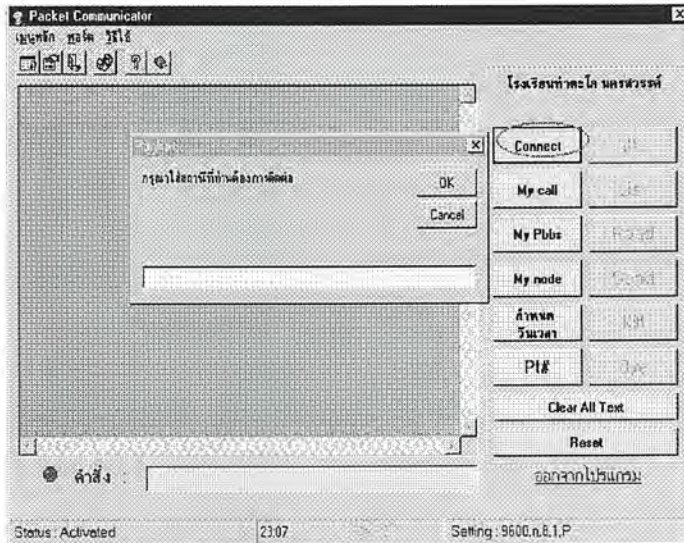 Packet Communicator
เมนูหลัก พอร์ต วิธีใช้
โรงเรียนท่าตะโก นครสวรรค์
กรุณาใส่สถานีที่ท่านต้องการติดต่อ
OK
Cancel
Connect
My call
My Pbbs
My node
กำหนด
วันเวลา
Pt#
Clear All Text
Reset
คำสั่ง :
ออกจากโปรแกรม
Status : Activated
23:07
Setting : 9600,n,8,1,P